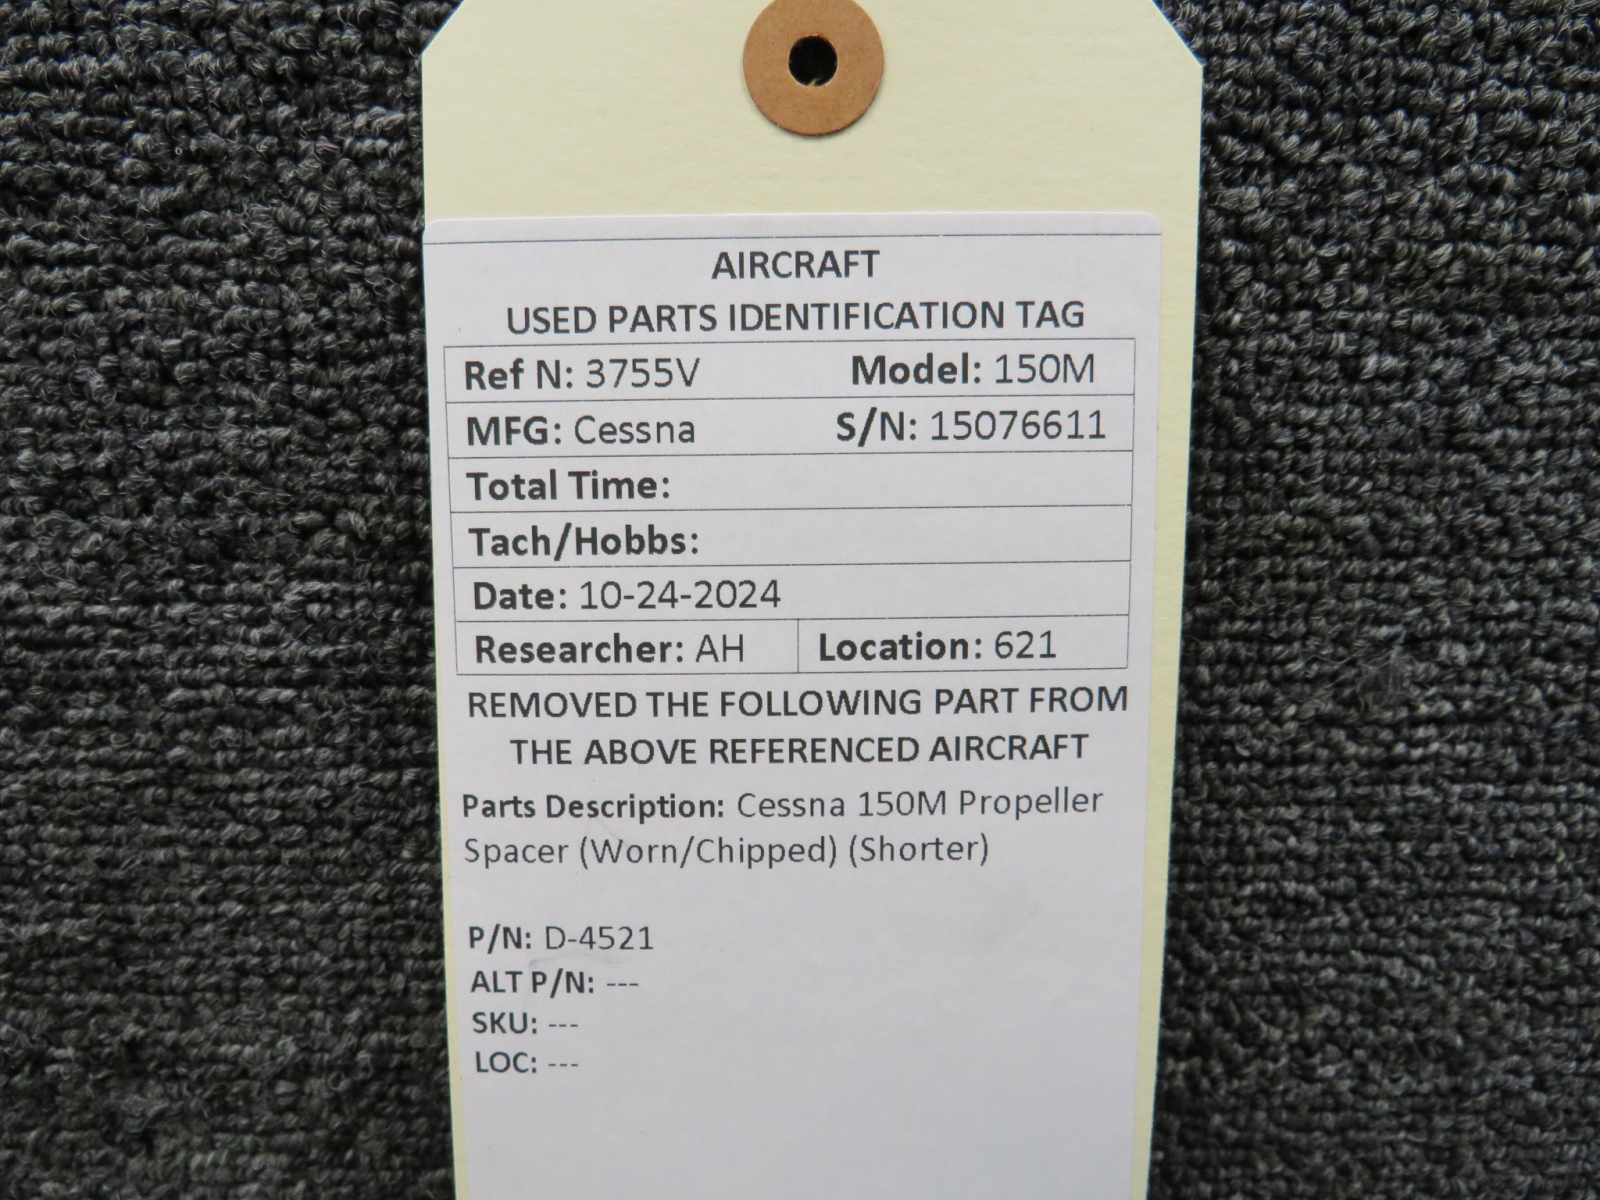 AIRCRAFT
USED PARTS IDENTIFICATION TAG
Ref N: 3755V Model: 150M
MFG: Cessna S/N: 15076611
Total Time:
Tach/Hobbs:
Date: 10-24-2024
Researcher: AH Location: 621
REMOVED THE FOLLOWING PART FROM
THE ABOVE REFERENCED AIRCRAFT
Parts Description: Cessna 150M Propeller
Spacer (Worn/Chipped) (Shorter)
P/N: D-4521
ALT P/N: ---
SKU: ---
LOC: ---